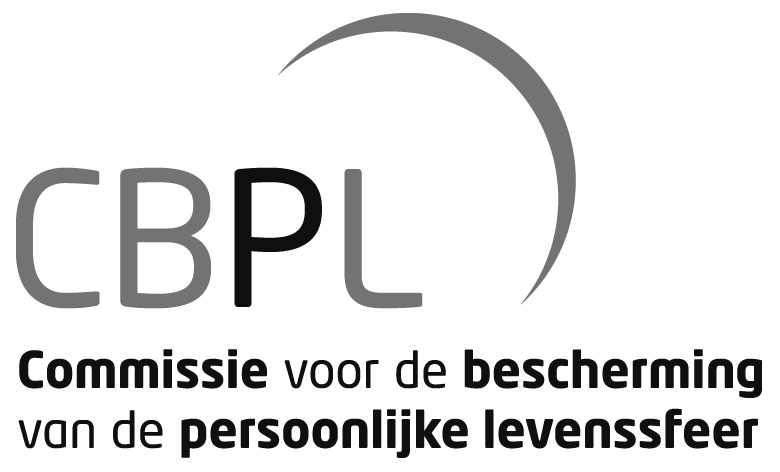 CBPL
Commissie voor de bescherming
van de persoonlijke levenssfeer